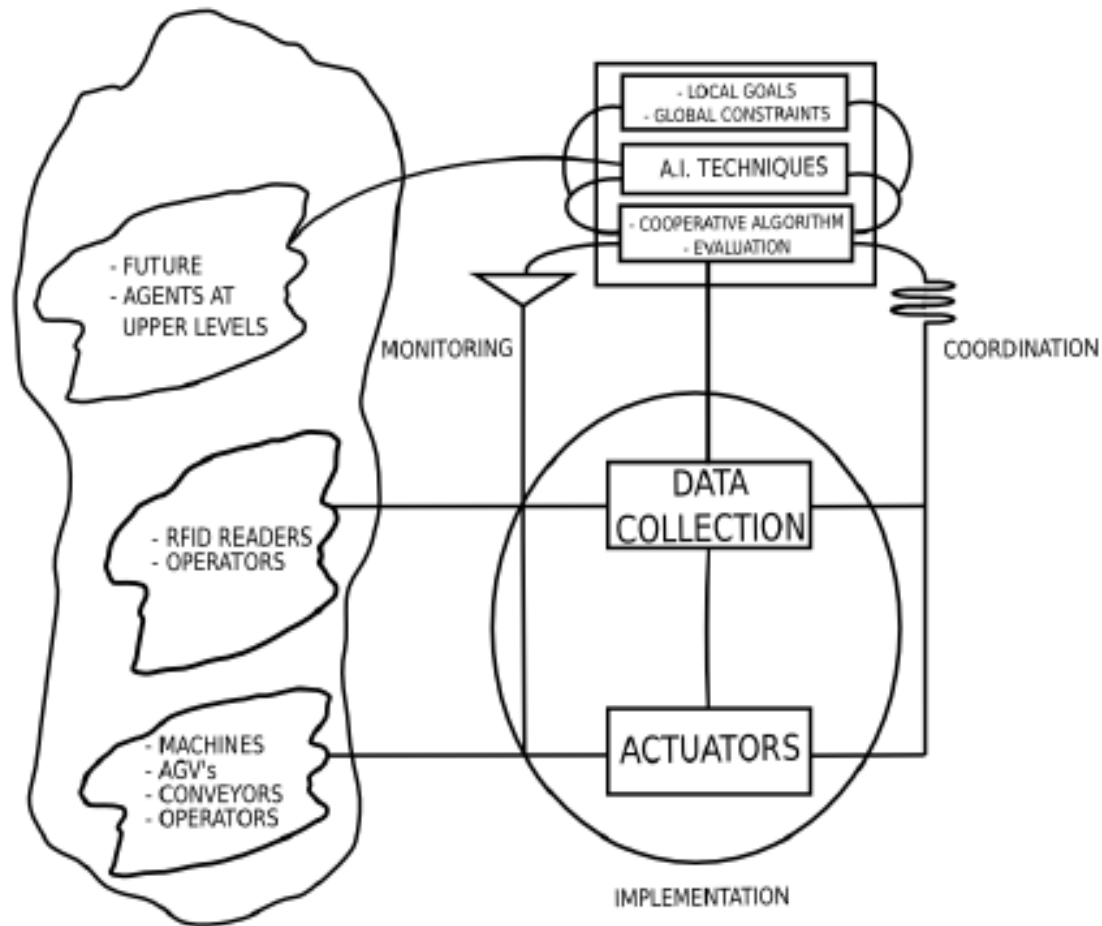 - LOCAL GOALS
- GLOBAL CONSTRAINTS
A.I. TECHNIQUES
- COOPERATIVE ALGORITHM
- EVALUATION
- FUTURE
- AGENTS AT
UPPER LEVELS
MONITORING
COORDINATION
DATA
COLLECTION
- RFID READERS
- OPERATORS
ACTUATORS
- MACHINES
- AGV's
- CONVEYORS
- OPERATORS
IMPLEMENTATION